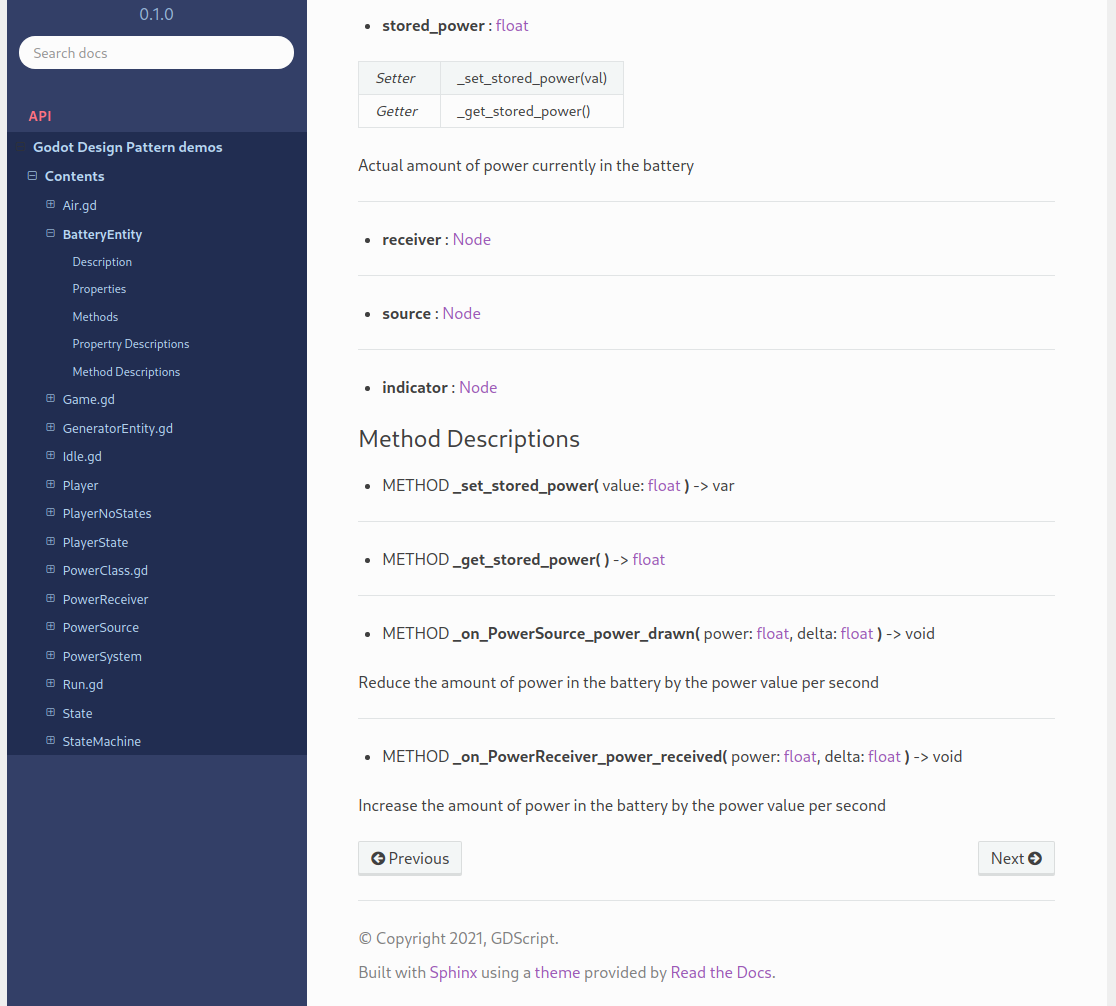 0.1.0
Search docs
API
Godot Design Pattern demos
Contents
Air.gd
BatteryEntity
Description
Properties
Methods
Propertry Descriptions
Method Descriptions
Game.gd
GeneratorEntity.gd
Idle.gd
Player
PlayerNoStates
PlayerState
PowerClass.gd
PowerReceiver
PowerSource
PowerSystem
Run.gd
State
StateMachine
• stored_power : float
Setter _set_stored_power(val)
Getter _get_stored_power()
Actual amount of power currently in the battery
• receiver : Node
• source : Node
• indicator : Node
Method Descriptions
• METHOD _set_stored_power( value: float ) -> var
• METHOD _get_stored_power( ) -> float
• METHOD _on_PowerSource_power_drawn( power: float, delta: float ) -> void
Reduce the amount of power in the battery by the power value per second
• METHOD _on_PowerReceiver_power_received( power: float, delta: float ) -> void
Increase the amount of power in the battery by the power value per second
Previous Next
© Copyright 2021, GDScript.
Built with Sphinx using a theme provided by Read the Docs.